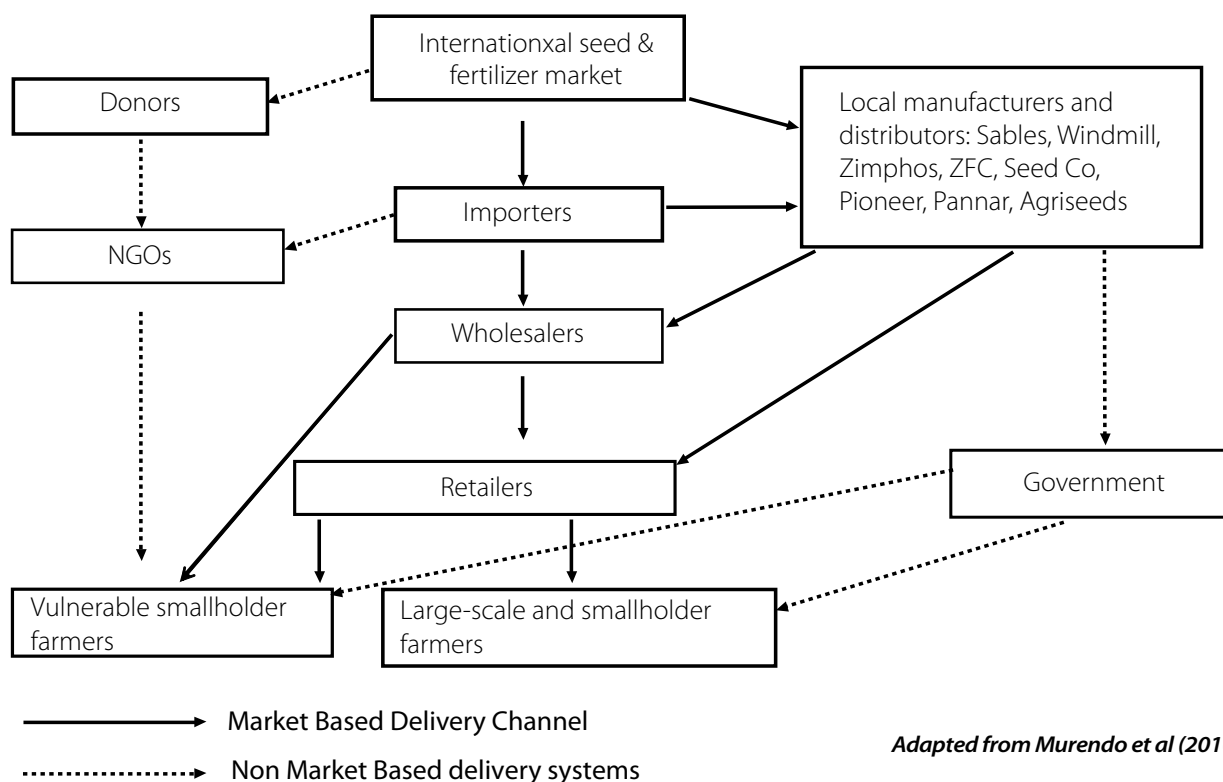 Internationxal seed &
fertilizer market
Donors
Local manufacturers and
distributors: Sables, Windmill,
Zimphos, ZFC, Seed Co,
Pioneer, Pannar, Agriseeds
Importers
NGOs
Wholesalers
Retailers
Government
Vulnerable smallholder
farmers
Large-scale and smallholder
farmers
Market Based Delivery Channel
Adapted from Murendo et al (201
Non Market Based delivery systems